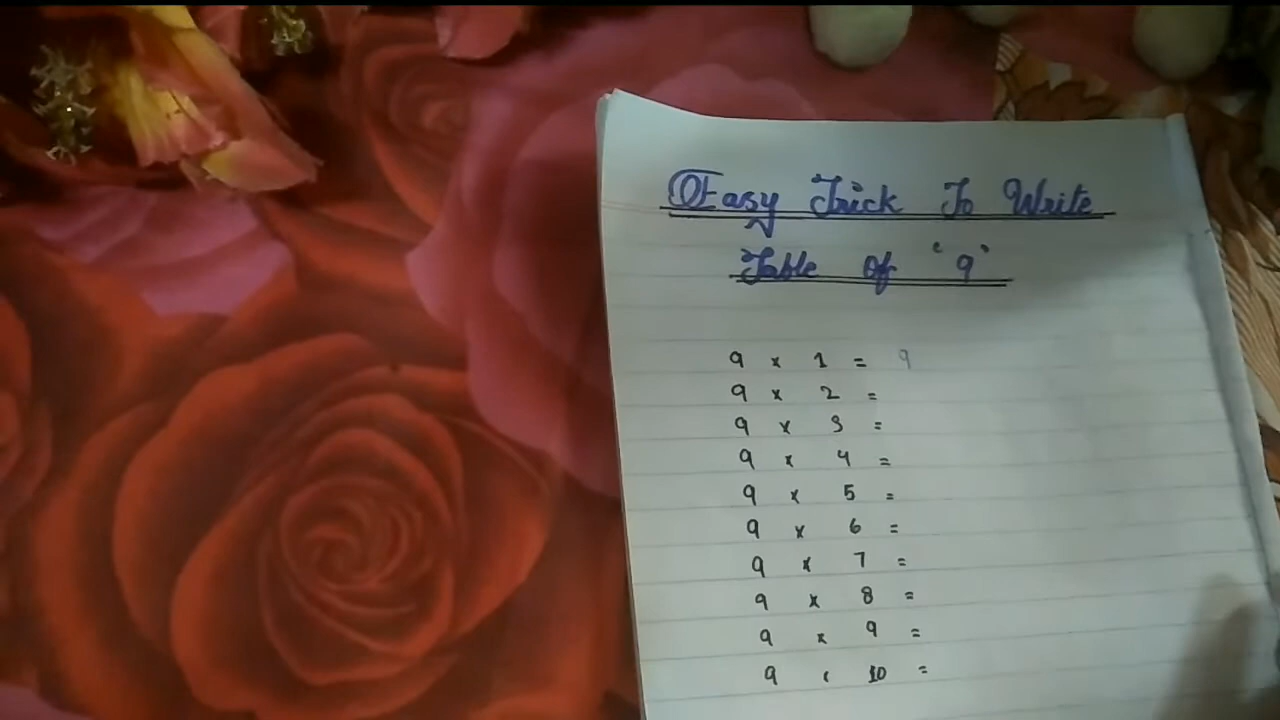 Easy Trick To Write
Table Of '9'
9 x 1 = 9
9 x 2 =
9 x 3 =
9 x 4 =
9 x 5 =
9 x 6 =
9 x 7 =
9 x 8 =
9 x 9 =
9 x 10 =